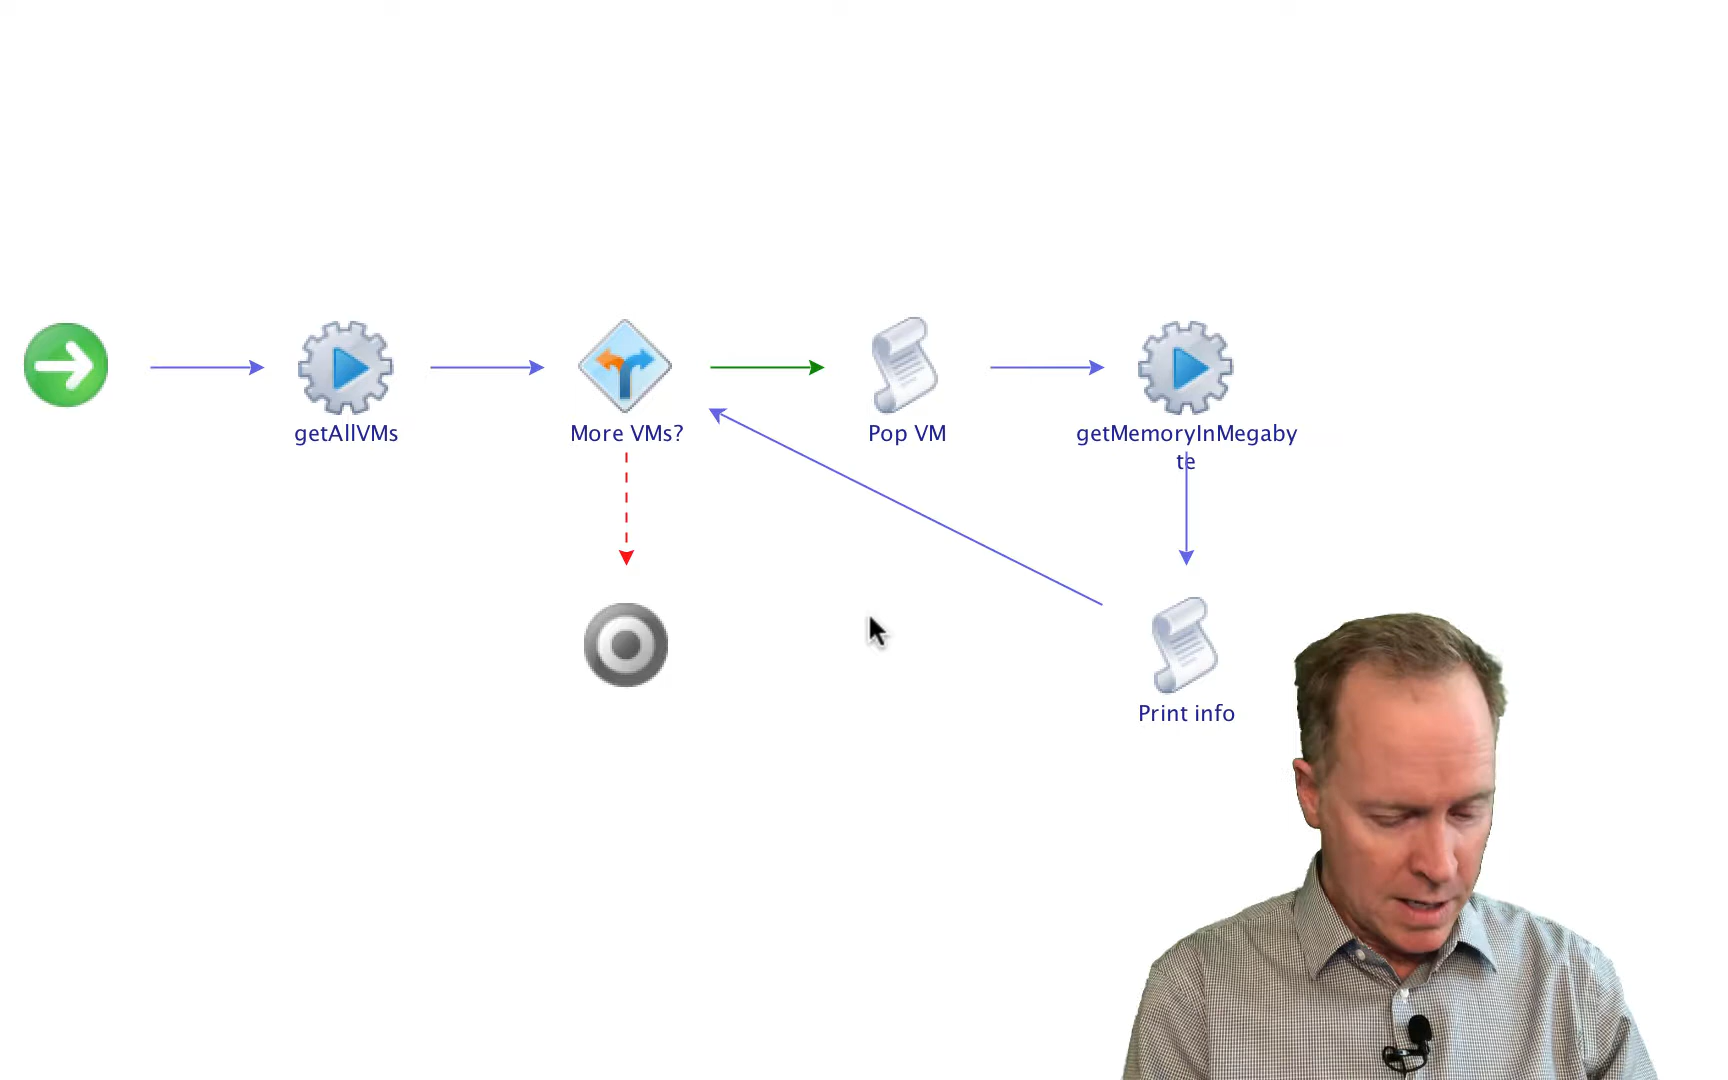 getAllVMs
More VMs?
Pop VM
getMemoryInMegaby
te
Print info